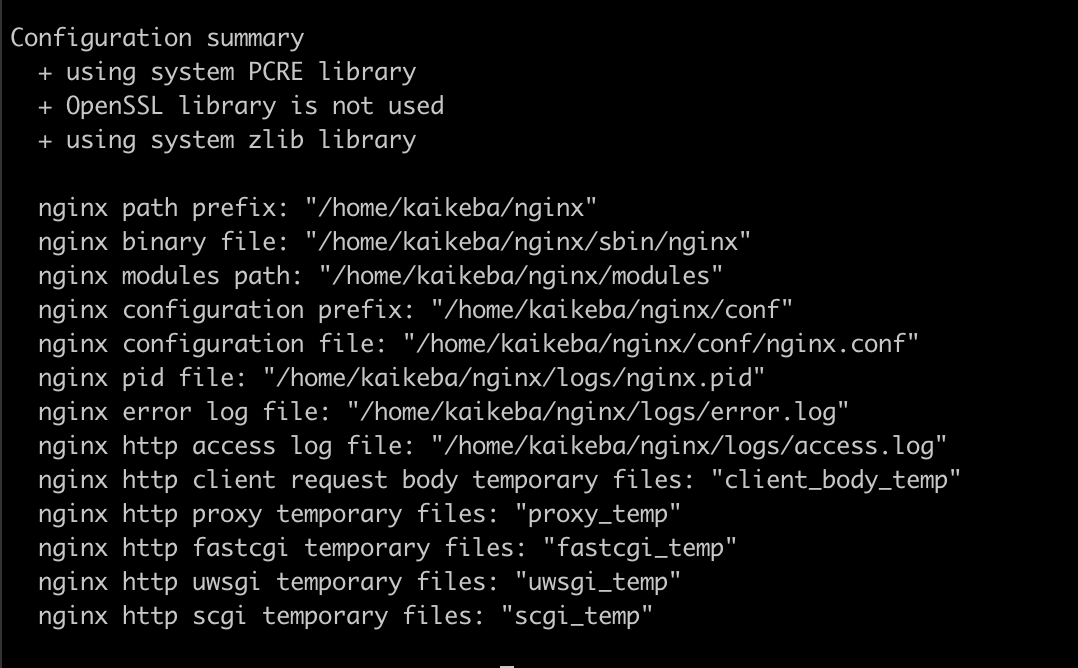 Configuration summary
+ using system PCRE library
+ OpenSSL library is not used
+ using system zlib library
nginx path prefix: "/home/kaikeba/nginx"
nginx binary file: "/home/kaikeba/nginx/sbin/nginx"
nginx modules path: "/home/kaikeba/nginx/modules"
nginx configuration prefix: "/home/kaikeba/nginx/conf"
nginx configuration file: "/home/kaikeba/nginx/conf/nginx.conf"
nginx pid file: "/home/kaikeba/nginx/logs/nginx.pid"
nginx error log file: "/home/kaikeba/nginx/logs/error.log"
nginx http access log file: "/home/kaikeba/nginx/logs/access.log"
nginx http client request body temporary files: "client_body_temp"
nginx http proxy temporary files: "proxy_temp"
nginx http fastcgi temporary files: "fastcgi_temp"
nginx http uwsgi temporary files: "uwsgi_temp"
nginx http scgi temporary files: "scgi_temp"